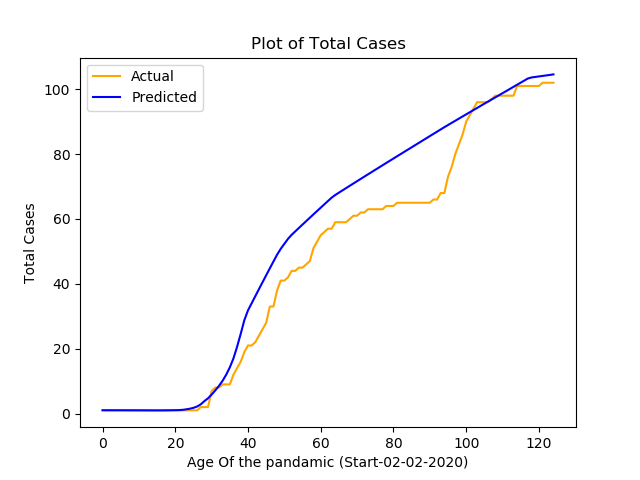 Plot of Total Cases
Actual
Predicted
100
80
60
40
20
0
Total Cases
0 20 40 60 80 100 120
Age Of the pandamic (Start-02-02-2020)